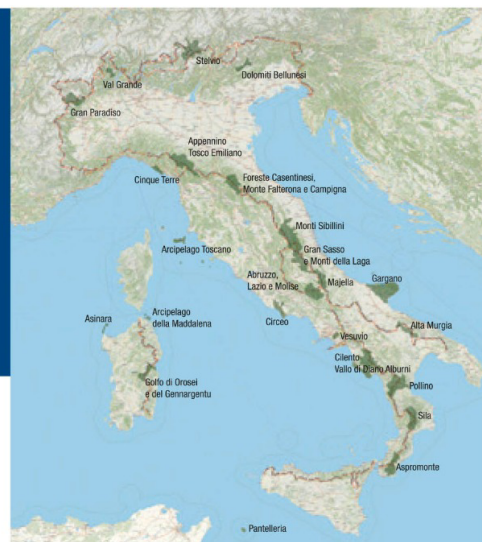 Stelvio
Dolomiti Bellunesi
Val Grande
Gran Paradiso
Appennino
Tosco Emiliano
Cinque Terre
Foreste Casentinesi,
Monte Falterona e Campigna
Monti Sibillini
Arcipelago Toscano
Gran Sasso
e Monti della Laga
Abruzzo,
Lazio e Molise
Majella
Gargano
Circeo
Asinara
Arcipelago
della Maddalena
Vesuvio
Alta Murgia
Cilento
Vallo di Diano Alburni
Golfo di Orosei
e del Gennargentu
Pollino
Sila
Aspromonte
Pantelleria